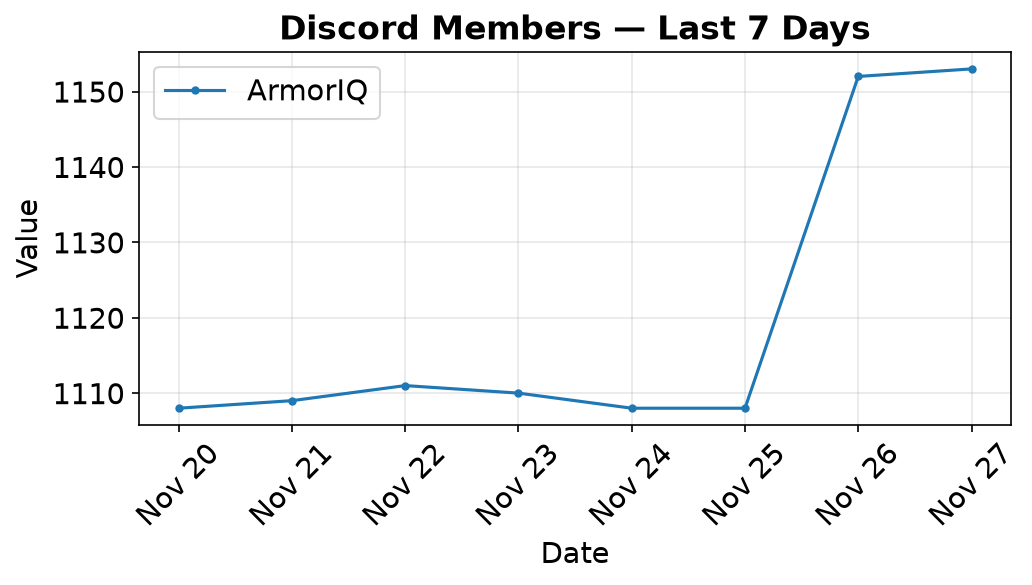 Discord Members — Last 7 Days
ArmorIQ
Value
1150
1140
1130
1120
1110
Nov 20
Nov 21
Nov 22
Nov 23
Nov 24
Nov 25
Nov 26
Nov 27
Date